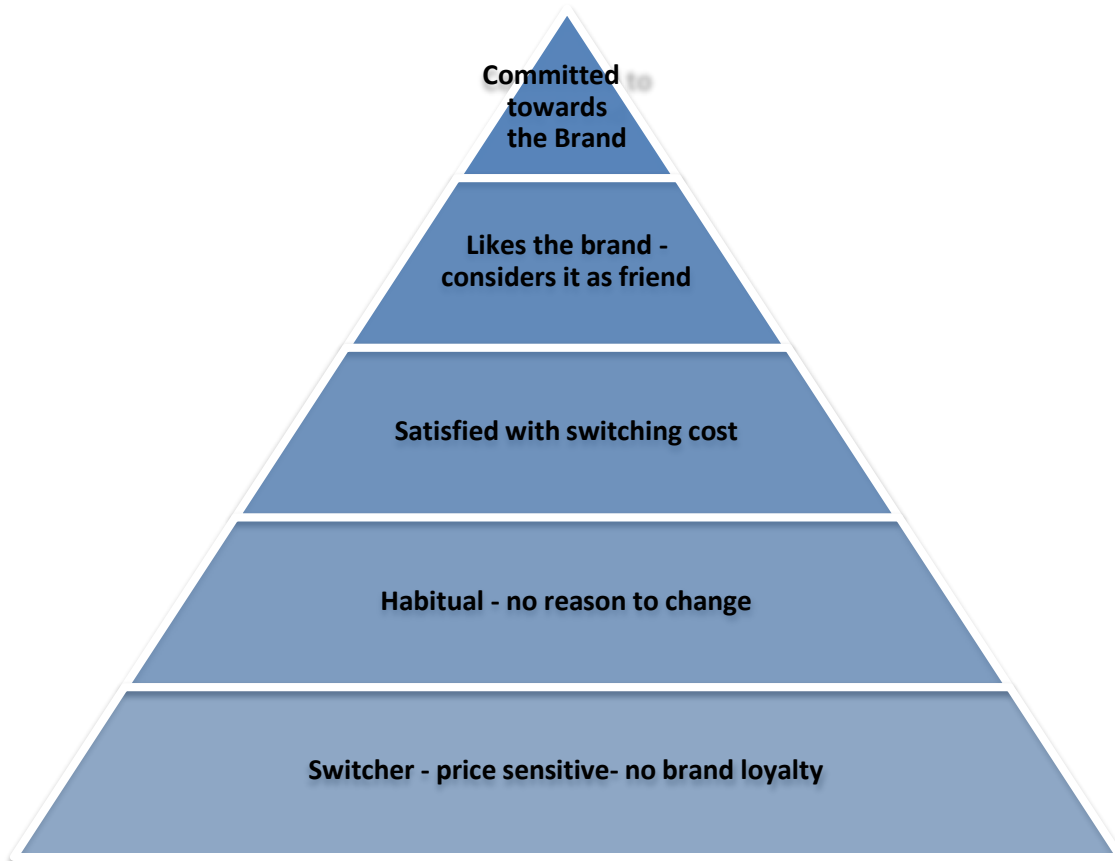 Committed
towards
the Brand
Likes the brand -
considers it as friend
Satisfied with switching cost
Habitual - no reason to change
Switcher - price sensitive- no brand loyalty